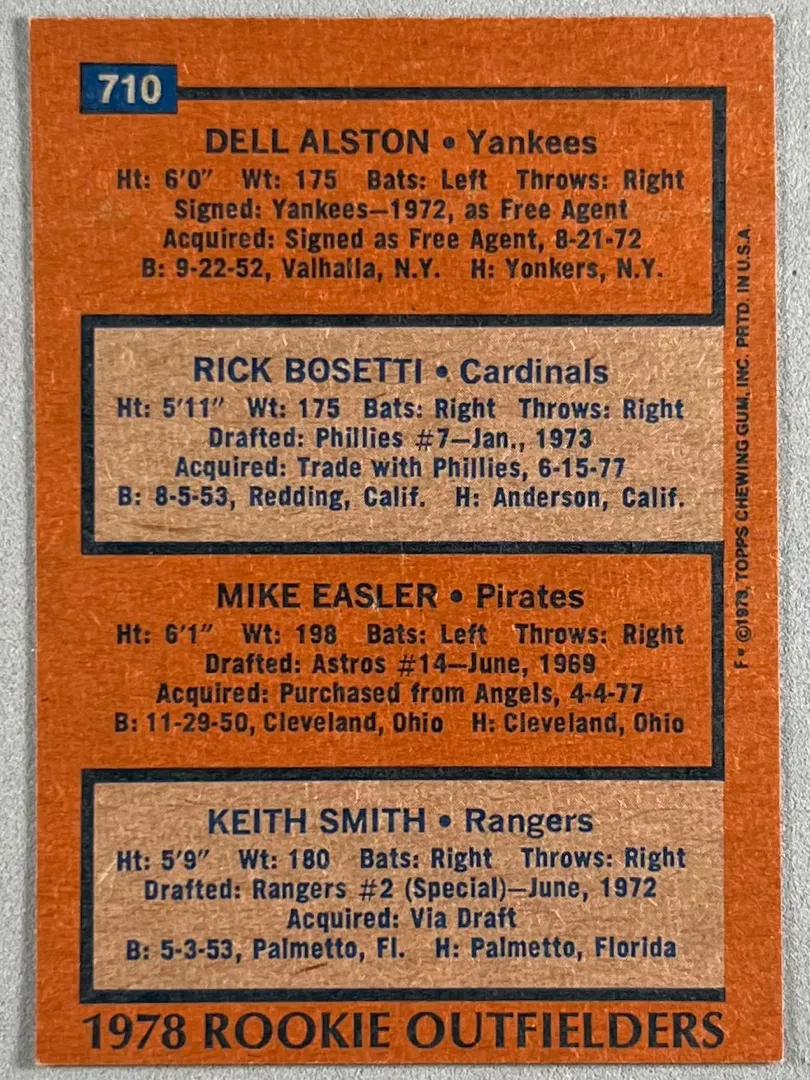 710
DELL ALSTON • Yankees
Ht: 6'0" Wt: 175 Bats: Left Throws: Right
Signed: Yankees—1972, as Free Agent
Acquired: Signed as Free Agent, 8-21-72
B: 9-22-52, Valhalla, N.Y. H: Yonkers, N.Y.
RICK BOSETTI • Cardinals
Ht: 5'11" Wt: 175 Bats: Right Throws: Right
Drafted: Phillies #7—Jan., 1973
Acquired: Trade with Phillies, 6-15-77
B: 8-5-53, Redding, Calif. H: Anderson, Calif.
MIKE EASLER • Pirates
Ht: 6'1" Wt: 198 Bats: Left Throws: Right
Drafted: Astros #14—June, 1969
Acquired: Purchased from Angels, 4-4-77
B: 11-29-50, Cleveland, Ohio H: Cleveland, Ohio
KEITH SMITH • Rangers
Ht: 5'9" Wt: 180 Bats: Right Throws: Right
Drafted: Rangers #2 (Special)—June, 1972
Acquired: Via Draft
B: 5-3-53, Palmetto, Fl. H: Palmetto, Florida
1978 ROOKIE OUTFIELDERS
F* ©1978, TOPPS CHEWING GUM, INC. PRTD. IN U.S.A.